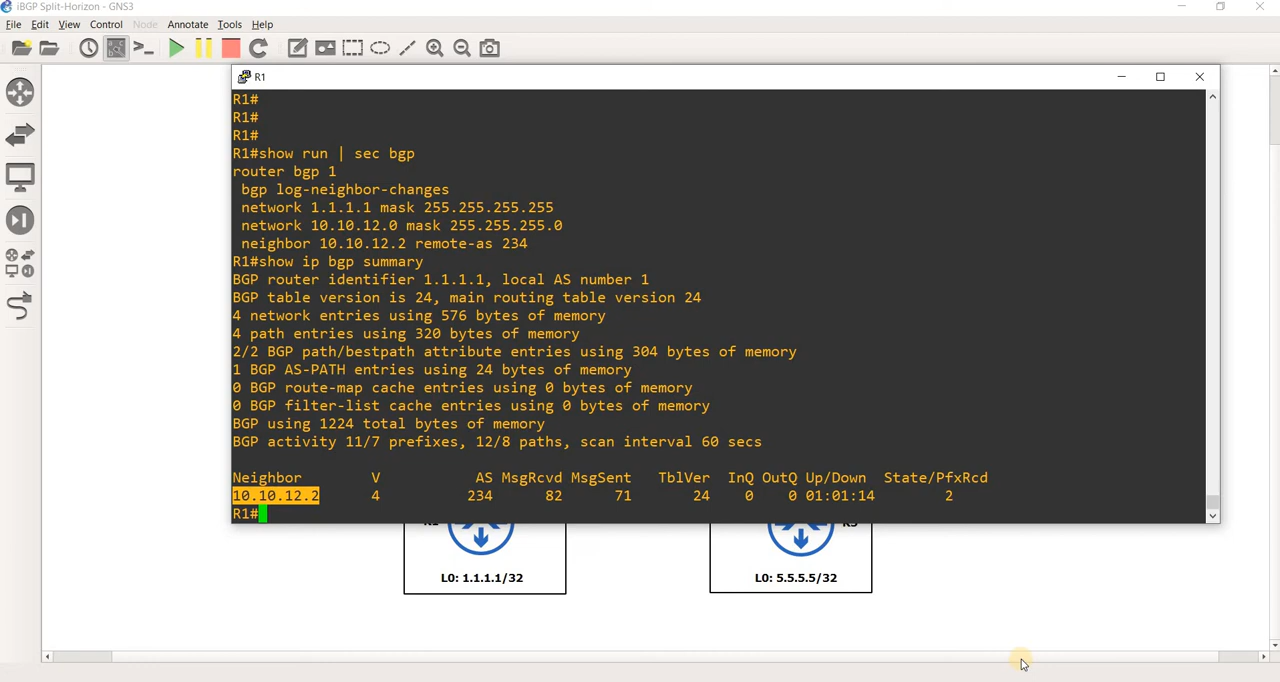 iBGP Split-Horizon - GNS3
File Edit View Control Node Annotate Tools Help
R1
R1#
R1#
R1#
R1#show run | sec bgp
router bgp 1
 bgp log-neighbor-changes
 network 1.1.1.1 mask 255.255.255.255
 network 10.10.12.0 mask 255.255.255.0
 neighbor 10.10.12.2 remote-as 234
R1#show ip bgp summary
BGP router identifier 1.1.1.1, local AS number 1
BGP table version is 24, main routing table version 24
4 network entries using 576 bytes of memory
4 path entries using 320 bytes of memory
2/2 BGP path/bestpath attribute entries using 304 bytes of memory
1 BGP AS-PATH entries using 24 bytes of memory
0 BGP route-map cache entries using 0 bytes of memory
0 BGP filter-list cache entries using 0 bytes of memory
BGP using 1224 total bytes of memory
BGP activity 11/7 prefixes, 12/8 paths, scan interval 60 secs
Neighbor V AS MsgRcvd MsgSent TblVer InQ OutQ Up/Down State/PfxRcd
10.10.12.2 4 234 82 71 24 0 0 01:01:14 2
R1#
L0: 1.1.1.1/32
L0: 5.5.5.5/32